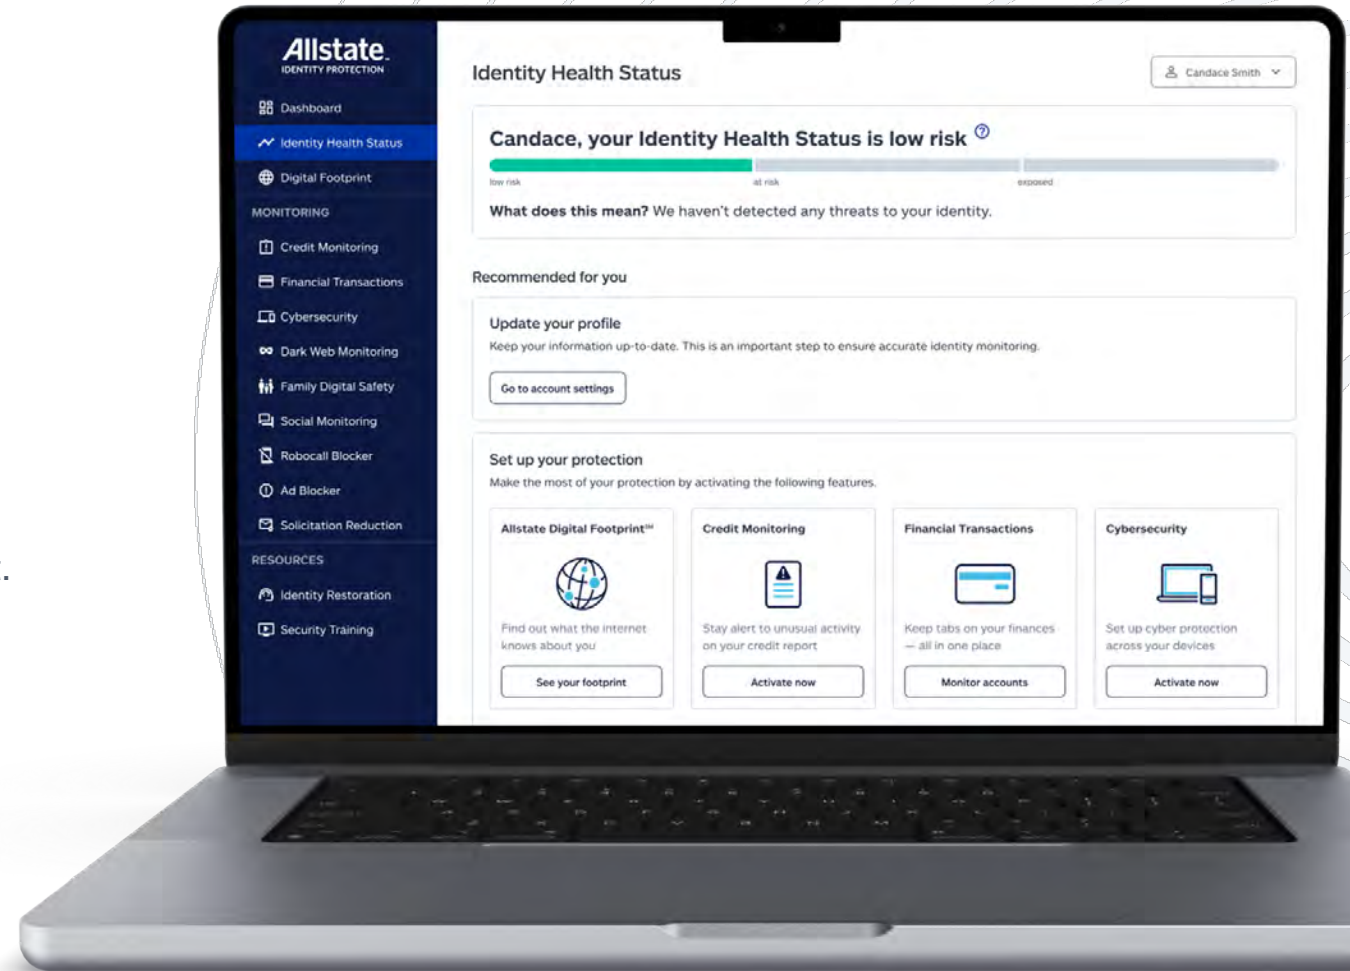 Allstate.
IDENTITY PROTECTION
Dashboard
Identity Health Status
Digital Footprint
MONITORING
Credit Monitoring
Financial Transactions
Cybersecurity
Dark Web Monitoring
Family Digital Safety
Social Monitoring
Robocall Blocker
Ad Blocker
Solicitation Reduction
RESOURCES
Identity Restoration
Security Training
Identity Health Status
Candace Smith
Candace, your Identity Health Status is low risk ?
low risk
at risk
exposed
What does this mean? We haven't detected any threats to your identity.
Recommended for you
Update your profile
Keep your information up-to-date. This is an important step to ensure accurate identity monitoring.
Go to account settings
Set up your protection
Make the most of your protection by activating the following features.
Allstate Digital Footprint℠
Find out what the internet
knows about you
See your footprint
Credit Monitoring
Stay alert to unusual activity
on your credit report
Activate now
Financial Transactions
Keep tabs on your finances
— all in one place
Monitor accounts
Cybersecurity
Set up cyber protection
across your devices
Activate now